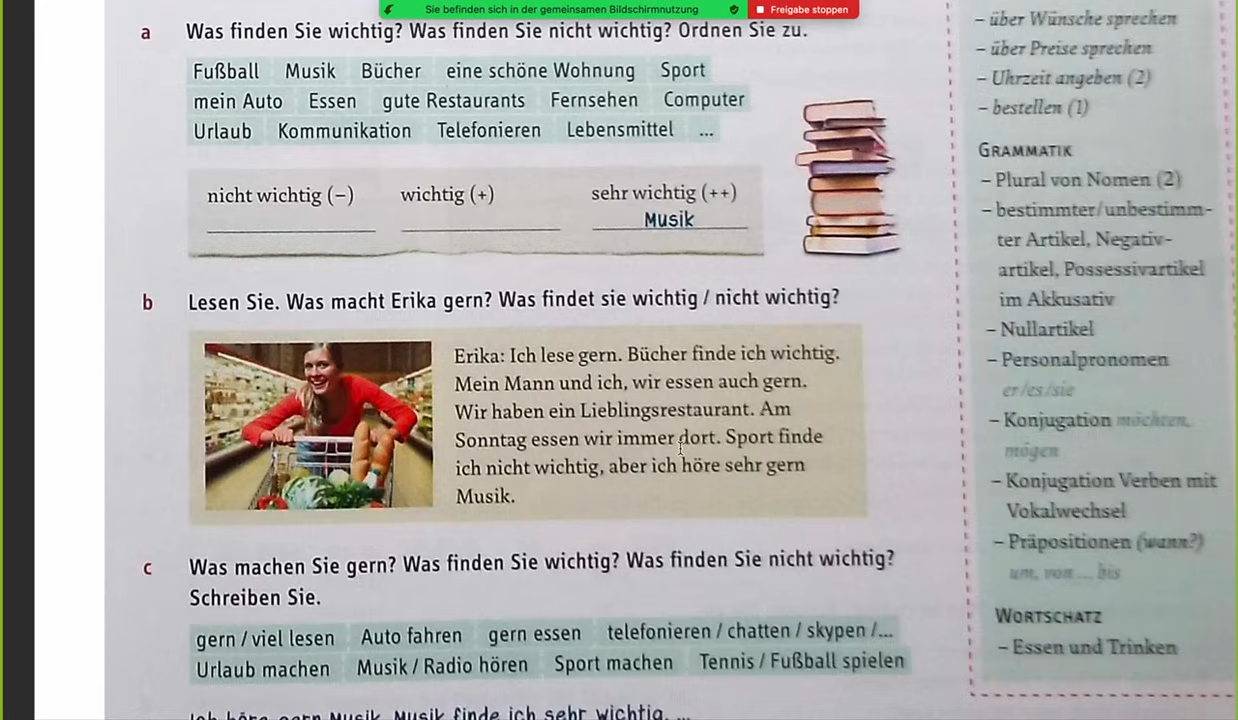 Sie befinden sich in der gemeinsamen Bildschirmnutzung
Freigabe stoppen
a Was finden Sie wichtig? Was finden Sie nicht wichtig? Ordnen Sie zu.
Fußball Musik Bücher eine schöne Wohnung Sport
mein Auto Essen gute Restaurants Fernsehen Computer
Urlaub Kommunikation Telefonieren Lebensmittel ...
nicht wichtig (–) wichtig (+) sehr wichtig (++)
Musik
b Lesen Sie. Was macht Erika gern? Was findet sie wichtig / nicht wichtig?
Erika: Ich lese gern. Bücher finde ich wichtig.
Mein Mann und ich, wir essen auch gern.
Wir haben ein Lieblingsrestaurant. Am
Sonntag essen wir immer dort. Sport finde
ich nicht wichtig, aber ich höre sehr gern
Musik.
c Was machen Sie gern? Was finden Sie wichtig? Was finden Sie nicht wichtig?
Schreiben Sie.
gern / viel lesen Auto fahren gern essen telefonieren / chatten / skypen /...
Urlaub machen Musik / Radio hören Sport machen Tennis / Fußball spielen
Ich höre gern Musik. Musik finde ich sehr wichtig. ...
– über Wünsche sprechen
– über Preise sprechen
– Uhrzeit angeben (2)
– bestellen (1)
GRAMMATIK
– Plural von Nomen (2)
– bestimmter/unbestimm-
ter Artikel, Negativ-
artikel, Possessivartikel
im Akkusativ
– Nullartikel
– Personalpronomen
er/es/sie
– Konjugation möchten,
mögen
– Konjugation Verben mit
Vokalwechsel
– Präpositionen (wann?)
um, von ... bis
WORTSCHATZ
– Essen und Trinken